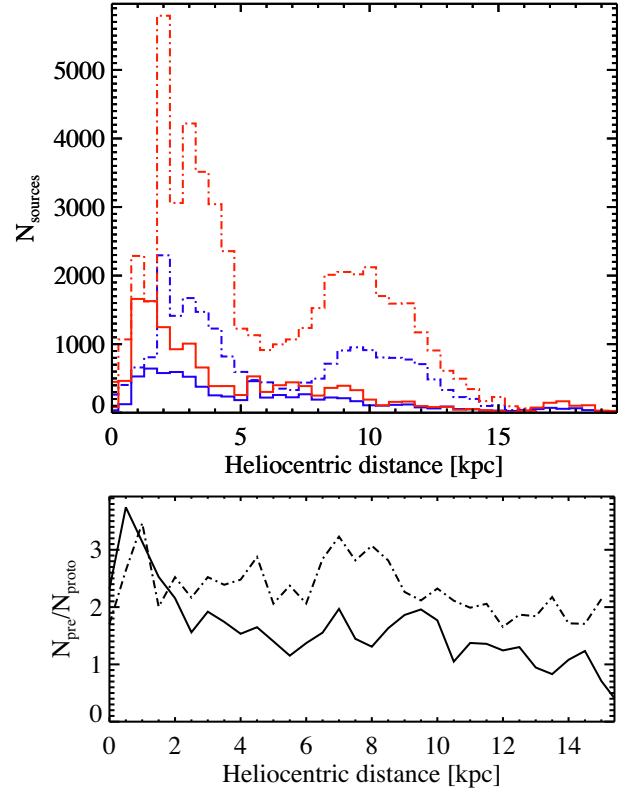 5000
4000
3000
2000
1000
0
N_sources
0 5 10 15
Heliocentric distance [kpc]
3
2
1
0
N_pre/N_proto
0 2 4 6 8 10 12 14
Heliocentric distance [kpc]